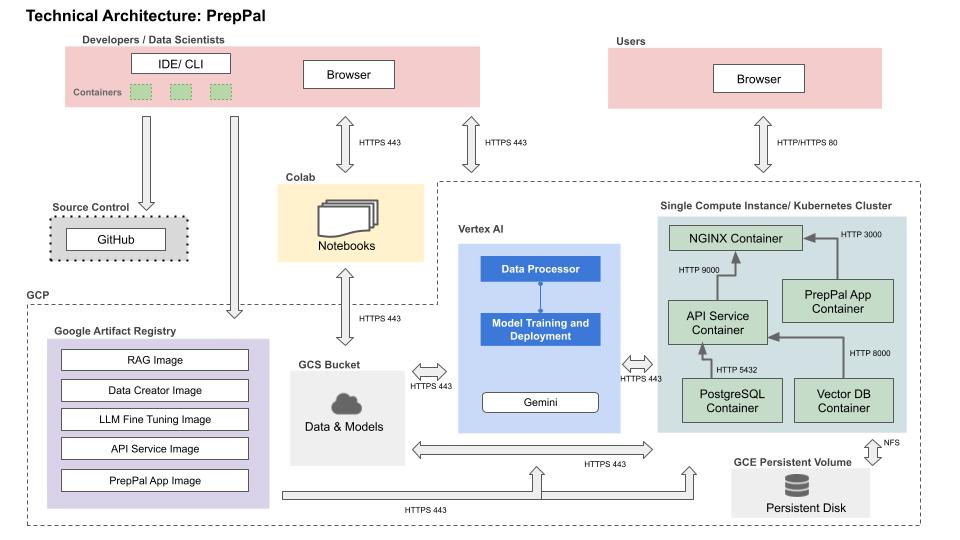 Technical Architecture: PrepPal
Developers / Data Scientists
IDE/ CLI
Browser
Containers
Users
Browser
HTTPS 443
HTTPS 443
HTTP/HTTPS 80
Colab
Notebooks
Source Control
GitHub
HTTPS 443
GCP
Google Artifact Registry
RAG Image
Data Creator Image
LLM Fine Tuning Image
API Service Image
PrepPal App Image
GCS Bucket
Data & Models
HTTPS 443
Vertex AI
Data Processor
Model Training and
Deployment
Gemini
HTTPS 443
Single Compute Instance/ Kubernetes Cluster
NGINX Container
HTTP 3000
HTTP 9000
PrepPal App
Container
API Service
Container
HTTP 8000
HTTP 5432
PostgreSQL
Container
Vector DB
Container
HTTPS 443
NFS
GCE Persistent Volume
Persistent Disk
HTTPS 443